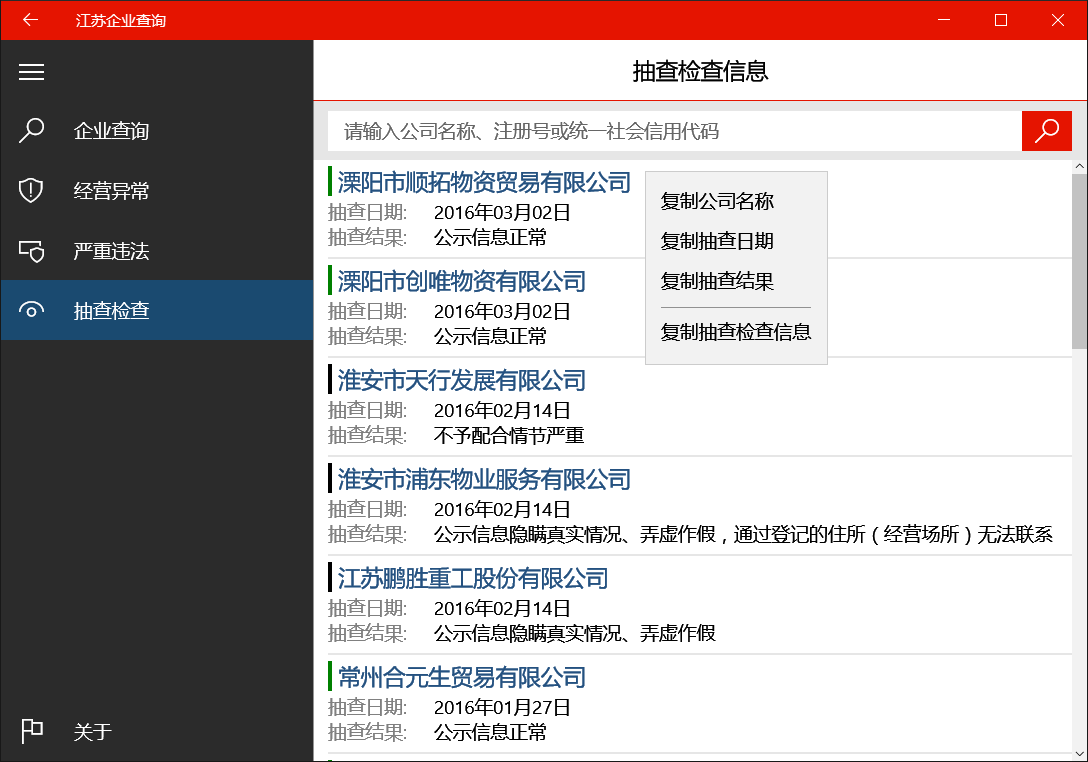 江苏企业查询
企业查询
经营异常
严重违法
抽查检查
关于
抽查检查信息
请输入公司名称、注册号或统一社会信用代码
溧阳市顺拓物资贸易有限公司
抽查日期: 2016年03月02日
抽查结果: 公示信息正常
溧阳市创唯物资有限公司
抽查日期: 2016年03月02日
抽查结果: 公示信息正常
淮安市天行发展有限公司
抽查日期: 2016年02月14日
抽查结果: 不予配合情节严重
淮安市浦东物业服务有限公司
抽查日期: 2016年02月14日
抽查结果: 公示信息隐瞒真实情况、弄虚作假，通过登记的住所（经营场所）无法联系
江苏鹏胜重工股份有限公司
抽查日期: 2016年02月14日
抽查结果: 公示信息隐瞒真实情况、弄虚作假
常州合元生贸易有限公司
抽查日期: 2016年01月27日
抽查结果: 公示信息正常
复制公司名称
复制抽查日期
复制抽查结果
复制抽查检查信息